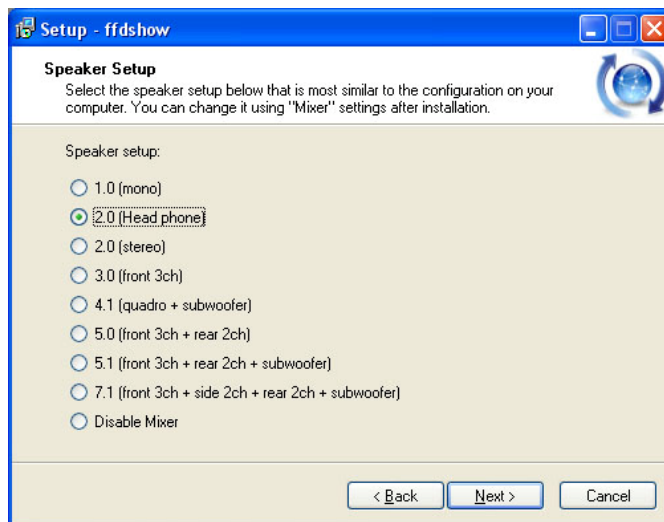 Setup - ffdshow
Speaker Setup
Select the speaker setup below that is most similar to the configuration on your
computer. You can change it using "Mixer" settings after installation.
Speaker setup:
1.0 (mono)
2.0 (Head phone)
2.0 (stereo)
3.0 (front 3ch)
4.1 (quadro + subwoofer)
5.0 (front 3ch + rear 2ch)
5.1 (front 3ch + rear 2ch + subwoofer)
7.1 (front 3ch + side 2ch + rear 2ch + subwoofer)
Disable Mixer
< Back Next > Cancel